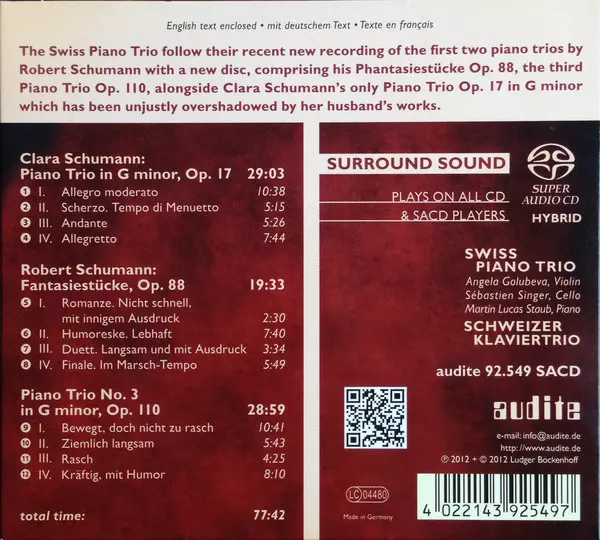 English text enclosed • mit deutschem Text • Texte en français
The Swiss Piano Trio follow their recent new recording of the first two piano trios by
Robert Schumann with a new disc, comprising his Phantasiestücke Op. 88, the third
Piano Trio Op. 110, alongside Clara Schumann's only Piano Trio Op. 17 in G minor
which has been unjustly overshadowed by her husband's works.
Clara Schumann:
Piano Trio in G minor, Op. 17 29:03
1 I. Allegro moderato 10:38
2 II. Scherzo. Tempo di Menuetto 5:15
3 III. Andante 5:26
4 IV. Allegretto 7:44
Robert Schumann:
Fantasiestücke, Op. 88 19:33
5 I. Romanze. Nicht schnell,
mit innigem Ausdruck 2:30
6 II. Humoreske. Lebhaft 7:40
7 III. Duett. Langsam und mit Ausdruck 3:34
8 IV. Finale. Im Marsch-Tempo 5:49
Piano Trio No. 3
in G minor, Op. 110 28:59
9 I. Bewegt, doch nicht zu rasch 10:41
10 II. Ziemlich langsam 5:43
11 III. Rasch 4:25
12 IV. Kräftig, mit Humor 8:10
total time: 77:42
SURROUND SOUND
PLAYS ON ALL CD
& SACD PLAYERS
SUPER
AUDIO CD
HYBRID
SWISS
PIANO TRIO
Angela Golubeva, Violin
Sébastien Singer, Cello
Martin Lucas Staub, Piano
SCHWEIZER
KLAVIERTRIO
audite 92.549 SACD
audite
e-mail: info@audite.de
http://www.audite.de
℗ 2012 + © 2012 Ludger Böckenhoff
LC 04480
Made in Germany
4 022143 925497